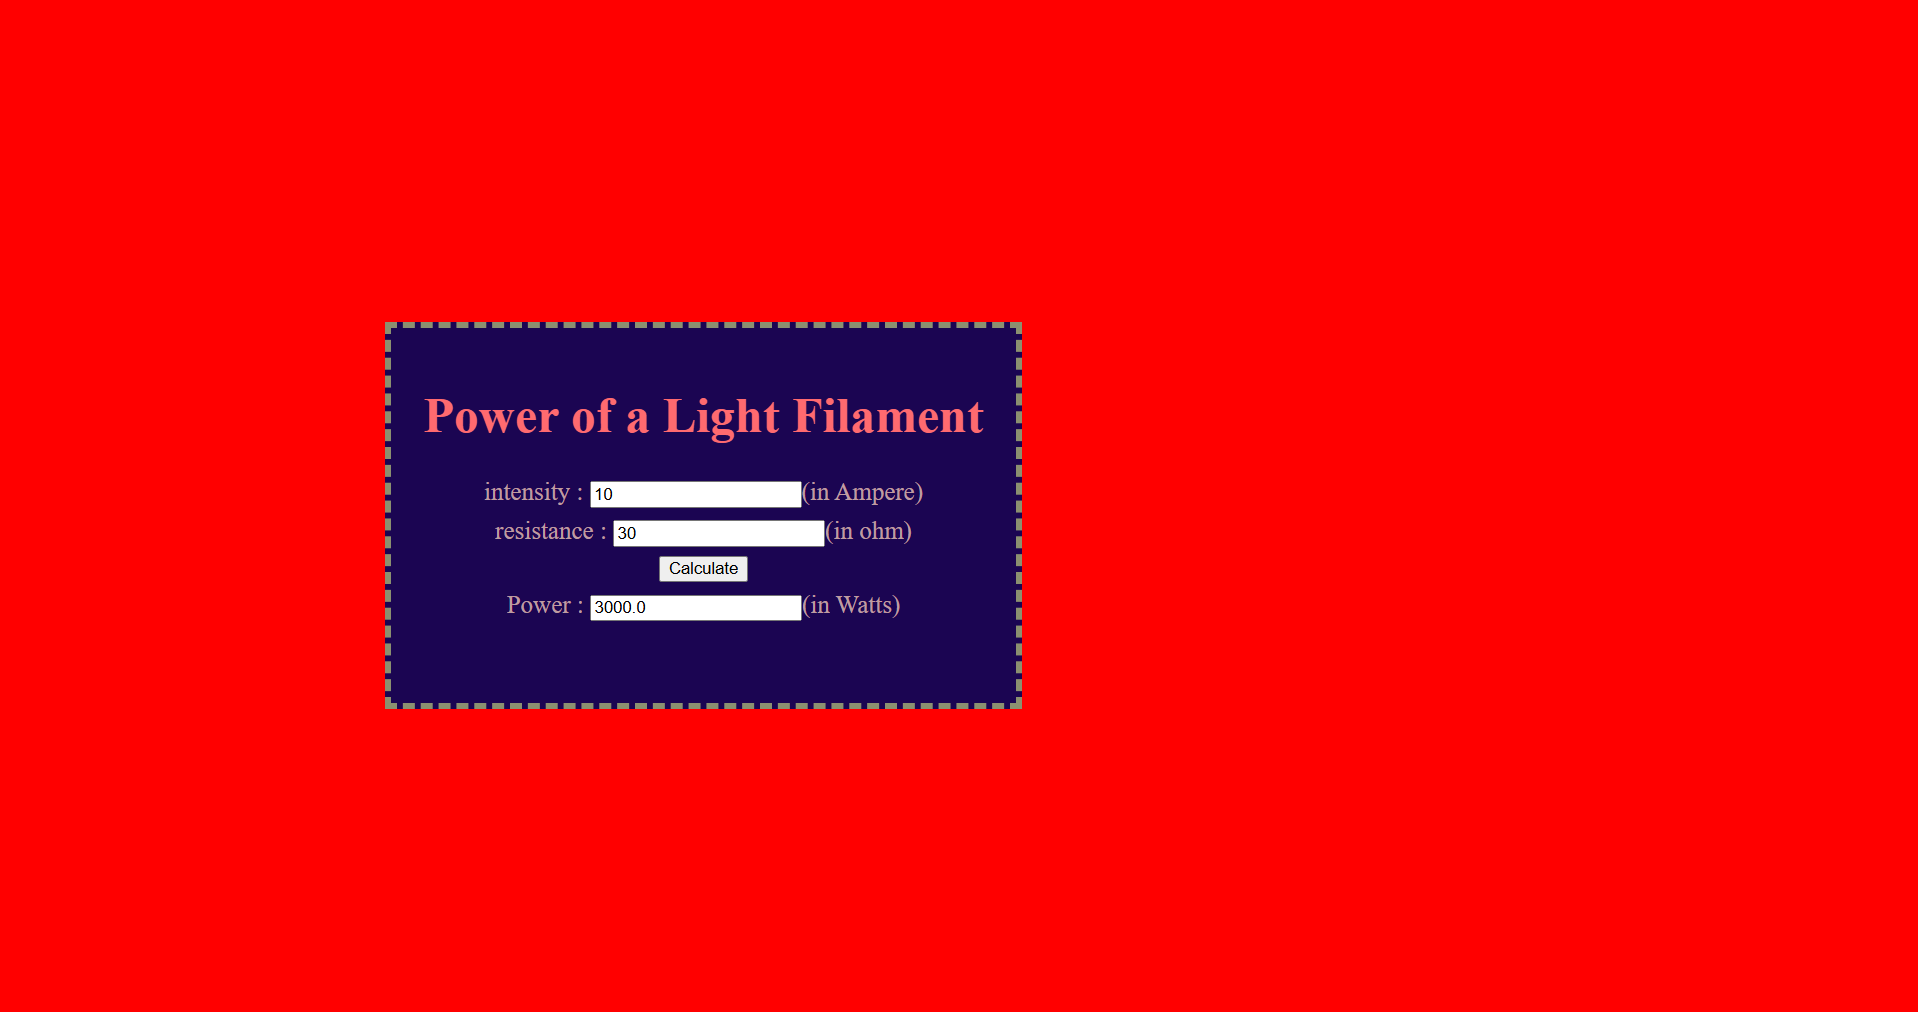 Power of a Light Filament
intensity : 10 (in Ampere)
resistance : 30 (in ohm)
Calculate
Power : 3000.0 (in Watts)